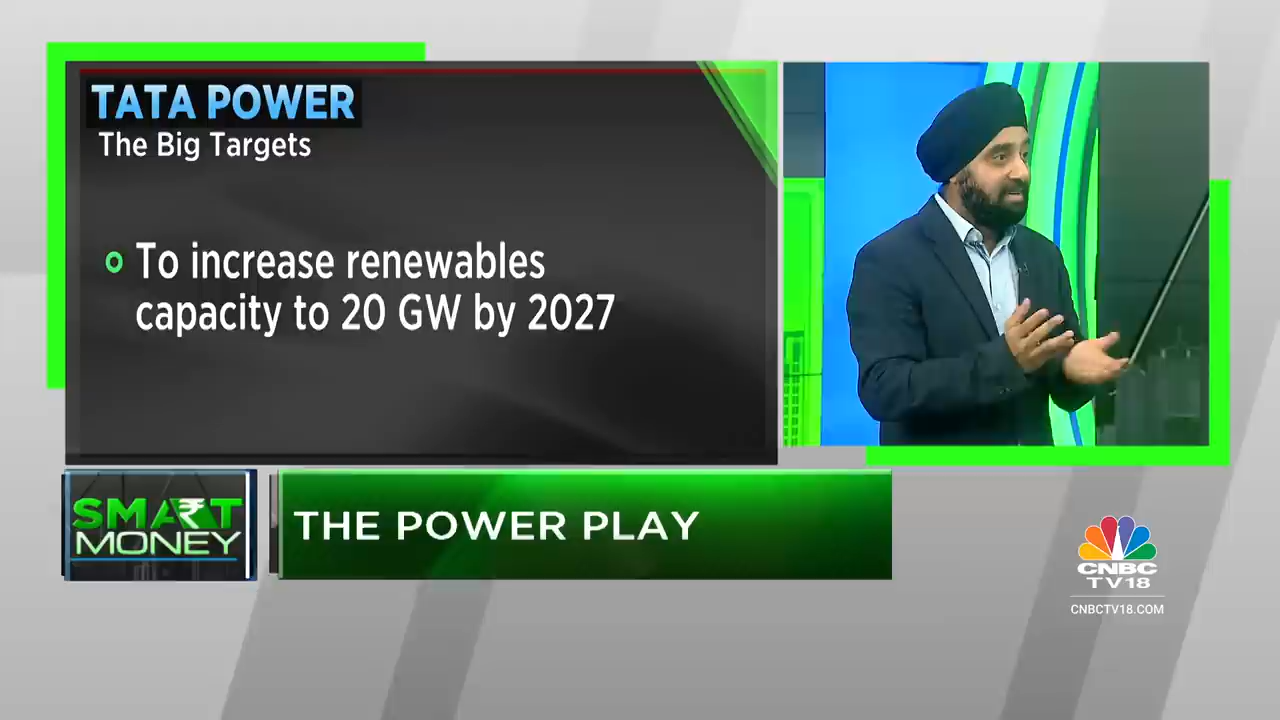 TATA POWER
The Big Targets
To increase renewables
capacity to 20 GW by 2027
SMA₹T
MONEY
THE POWER PLAY
CNBC
TV18
CNBCTV18.COM